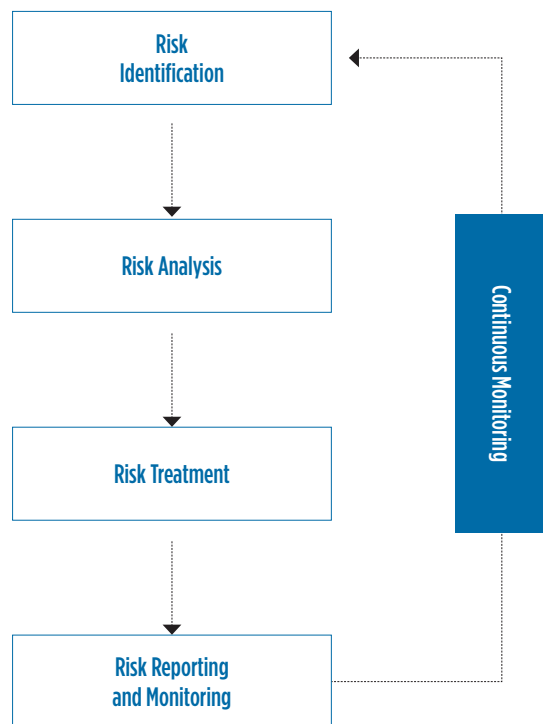 Risk
Identification
Risk Analysis
Continuous Monitoring
Risk Treatment
Risk Reporting
and Monitoring